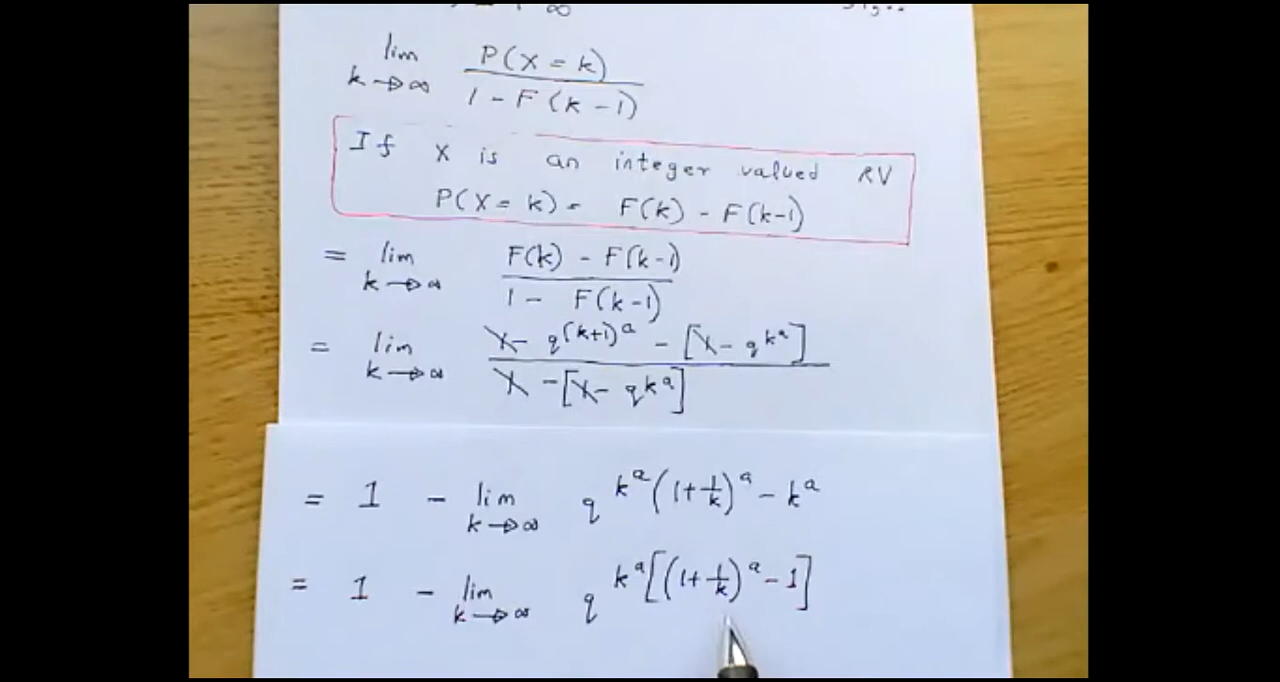 lim k→∞ P(X = k) / 1 - F(k-1)
If X is an integer valued RV
P(X = k) = F(k) - F(k-1)
= lim k→∞ F(k) - F(k-1) / 1 - F(k-1)
= lim k→∞ 1 - q^(k+1)^a - [1 - q^k^a] / 1 - [1 - q^k^a]
= 1 - lim k→∞ q^k^a(1+1/k)^a - k^a
= 1 - lim k→∞ q^k^a[(1+1/k)^a - 1]